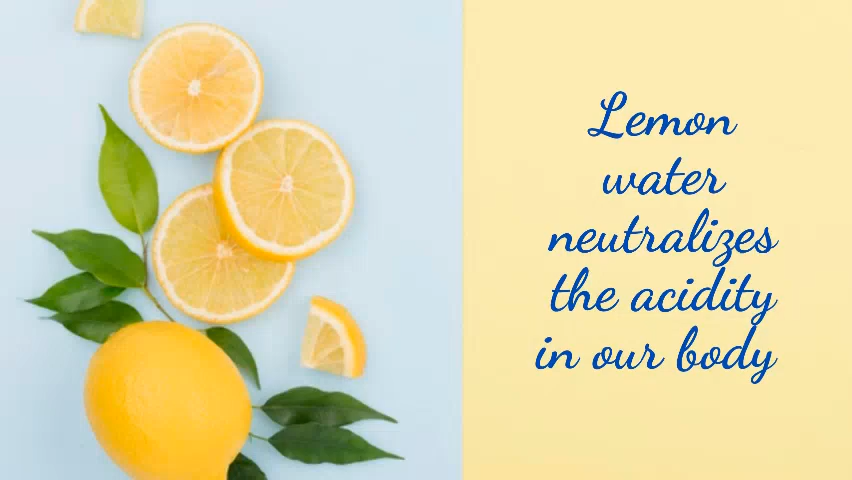 Lemon
water
neutralizes
the acidity
in our body